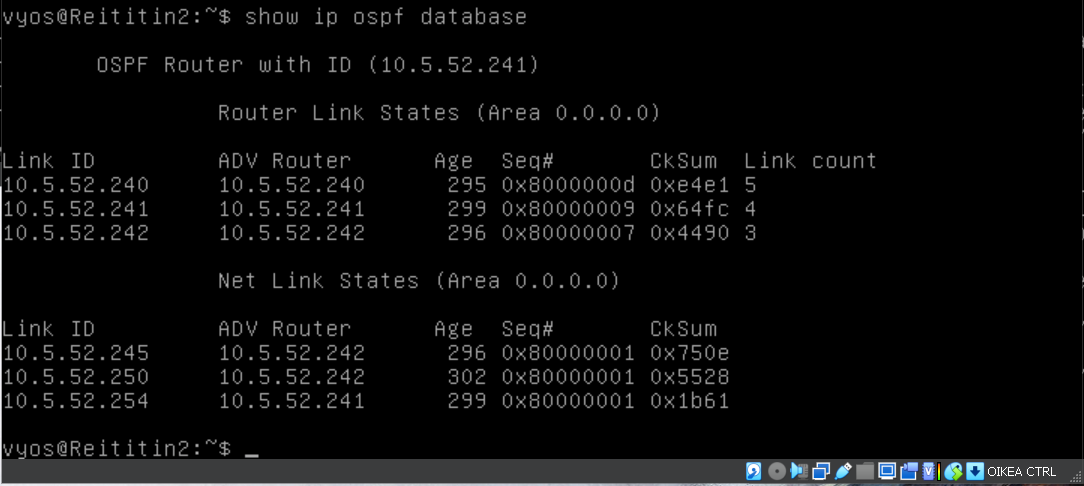 vyos@Reititin2:~$ show ip ospf database
OSPF Router with ID (10.5.52.241)
Router Link States (Area 0.0.0.0)
Link ID ADV Router Age Seq# CkSum Link count
10.5.52.240 10.5.52.240 295 0x8000000d 0xe4e1 5
10.5.52.241 10.5.52.241 299 0x80000009 0x64fc 4
10.5.52.242 10.5.52.242 296 0x80000007 0x4490 3
Net Link States (Area 0.0.0.0)
Link ID ADV Router Age Seq# CkSum
10.5.52.245 10.5.52.242 296 0x80000001 0x750e
10.5.52.250 10.5.52.242 302 0x80000001 0x5528
10.5.52.254 10.5.52.241 299 0x80000001 0x1b61
vyos@Reititin2:~$ _
OIKEA CTRL